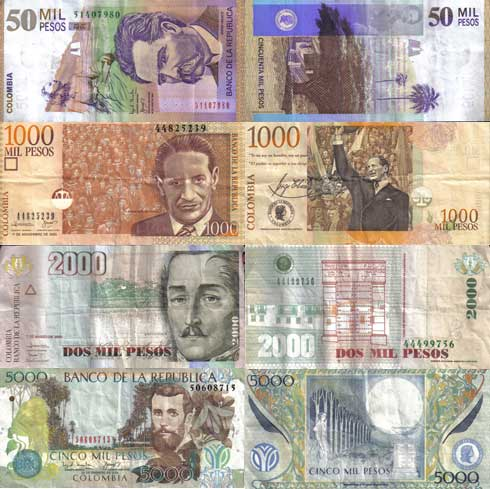 50 MIL
PESOS
51407980
COLOMBIA
BANCO DE LA REPUBLICA
51407980
50 MIL
PESOS
CINCUENTA MIL PESOS
1000
MIL PESOS
44825239
COLOMBIA
BANCO DE LA REPUBLICA
44825239
1000
1000
COLOMBIA
1000
MIL PESOS
2000
COLOMBIA
BANCO DE LA REPUBLICA
2000
DOS MIL PESOS
44499756
2000
44499756
2000
DOS MIL PESOS
5000
BANCO DE LA REPUBLICA
50608715
COLOMBIA
50608715
CINCO MIL PESOS
5000
5000
CINCO MIL PESOS
5000